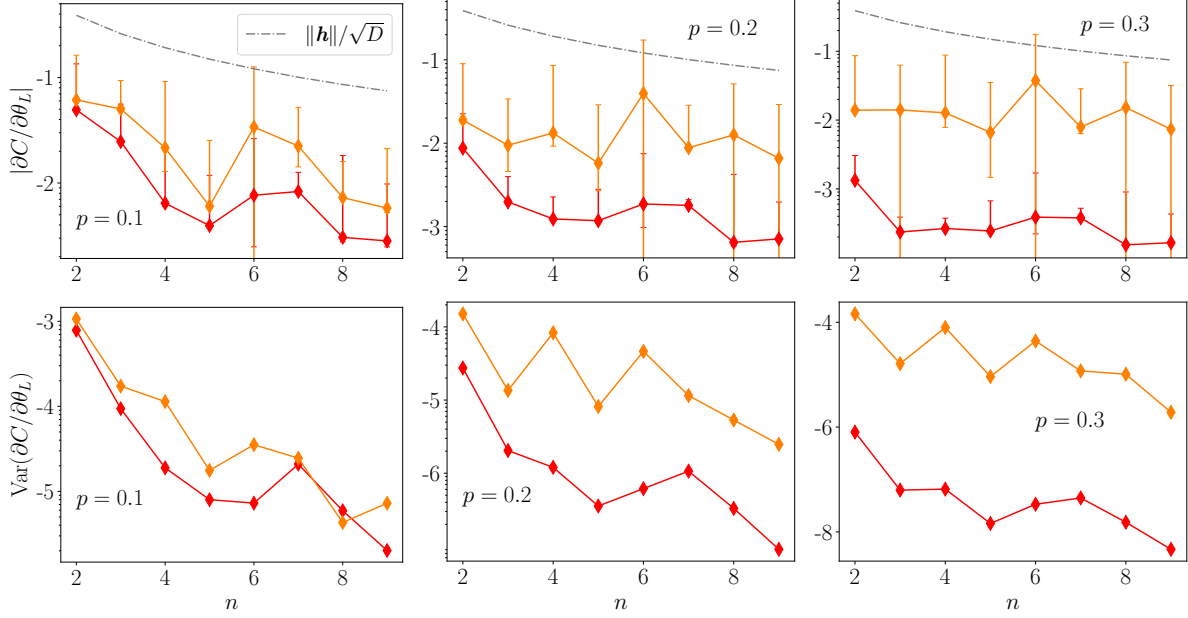 |∂C/∂θ_L|
-1
-2
‖h‖/√D
p = 0.1
2 4 6 8
-1
-2
-3
p = 0.2
2 4 6 8
-1
-2
-3
p = 0.3
2 4 6 8
Var(∂C/∂θ_L)
-3
-4
-5
p = 0.1
2 4 6 8
n
-4
-5
-6
p = 0.2
2 4 6 8
n
-4
-6
-8
p = 0.3
2 4 6 8
n